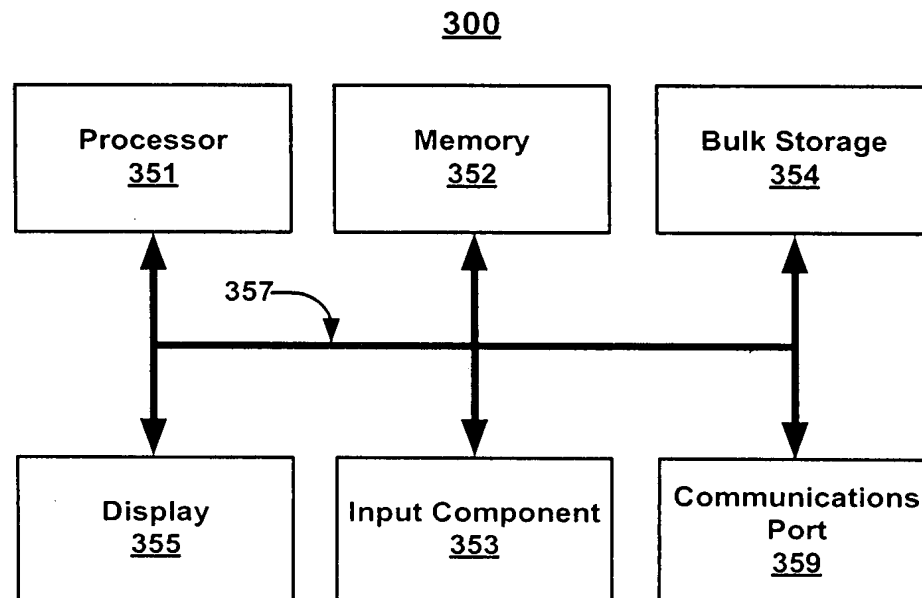 300
Processor
351
Memory
352
Bulk Storage
354
357
Display
355
Input Component
353
Communications
Port
359